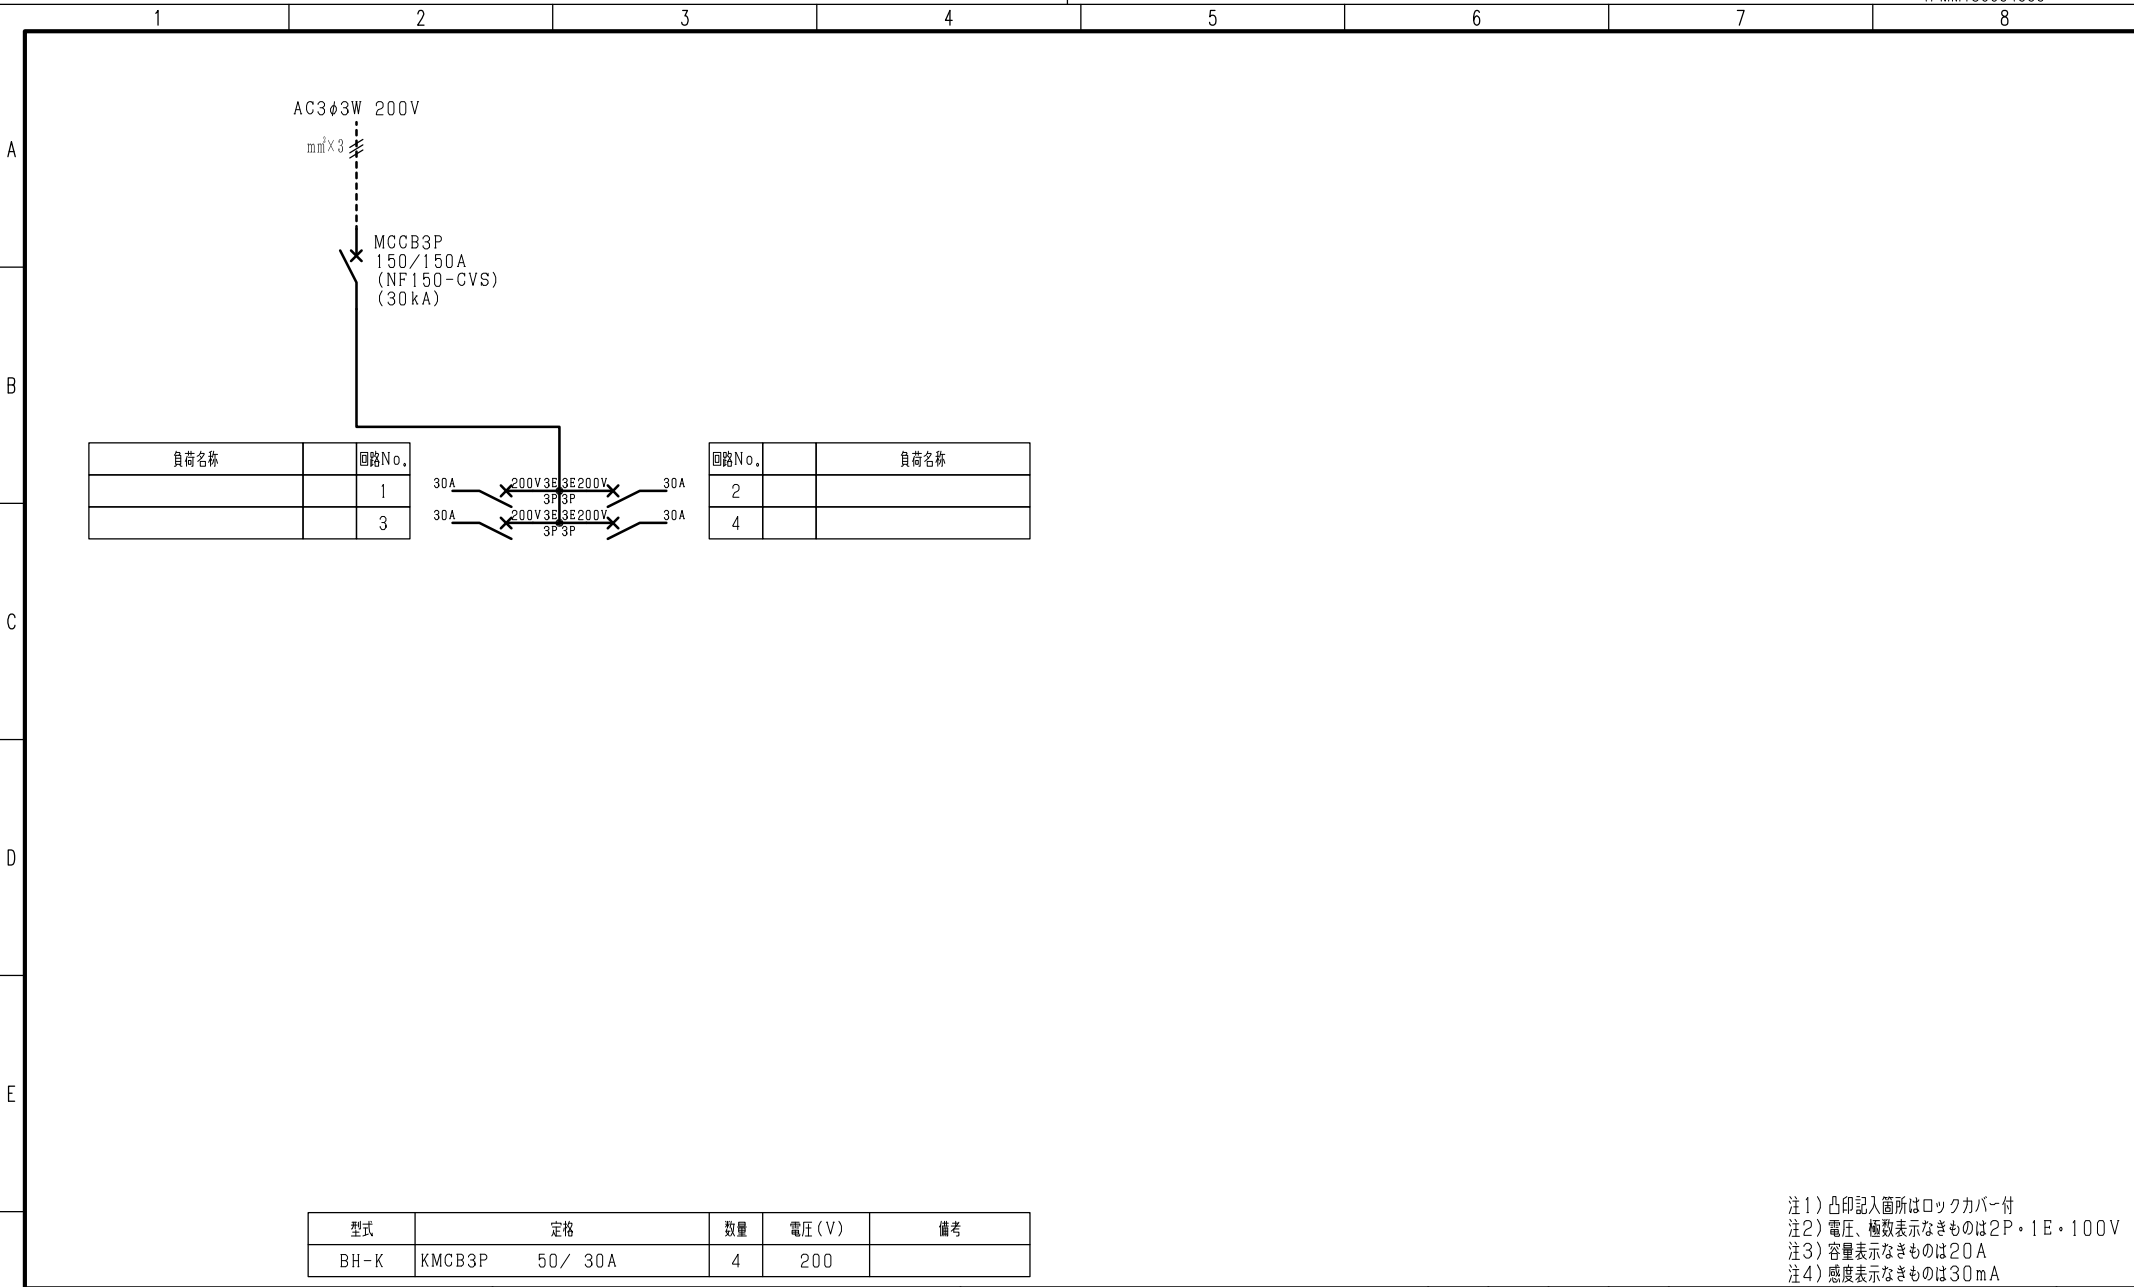 1 2 3 4 5 6 7 8
A
B
C
D
E
AC3φ3W 200V
mm²×3
MCCB3P
150/150A
(NF150-CVS)
(30kA)
負荷名称 回路No. 回路No. 負荷名称
1 30A 200V 3E 3E 200V 30A 2
3P 3P
3 30A 200V 3E 3E 200V 30A 4
3P 3P
型式 定格 数量 電圧(V) 備考
BH-K KMCB3P 50/ 30A 4 200
注1)凸印記入箇所はロックカバー付
注2)電圧、極数表示なきものは2P・1E・100V
注3)容量表示なきものは20A
注4)感度表示なきものは30mA